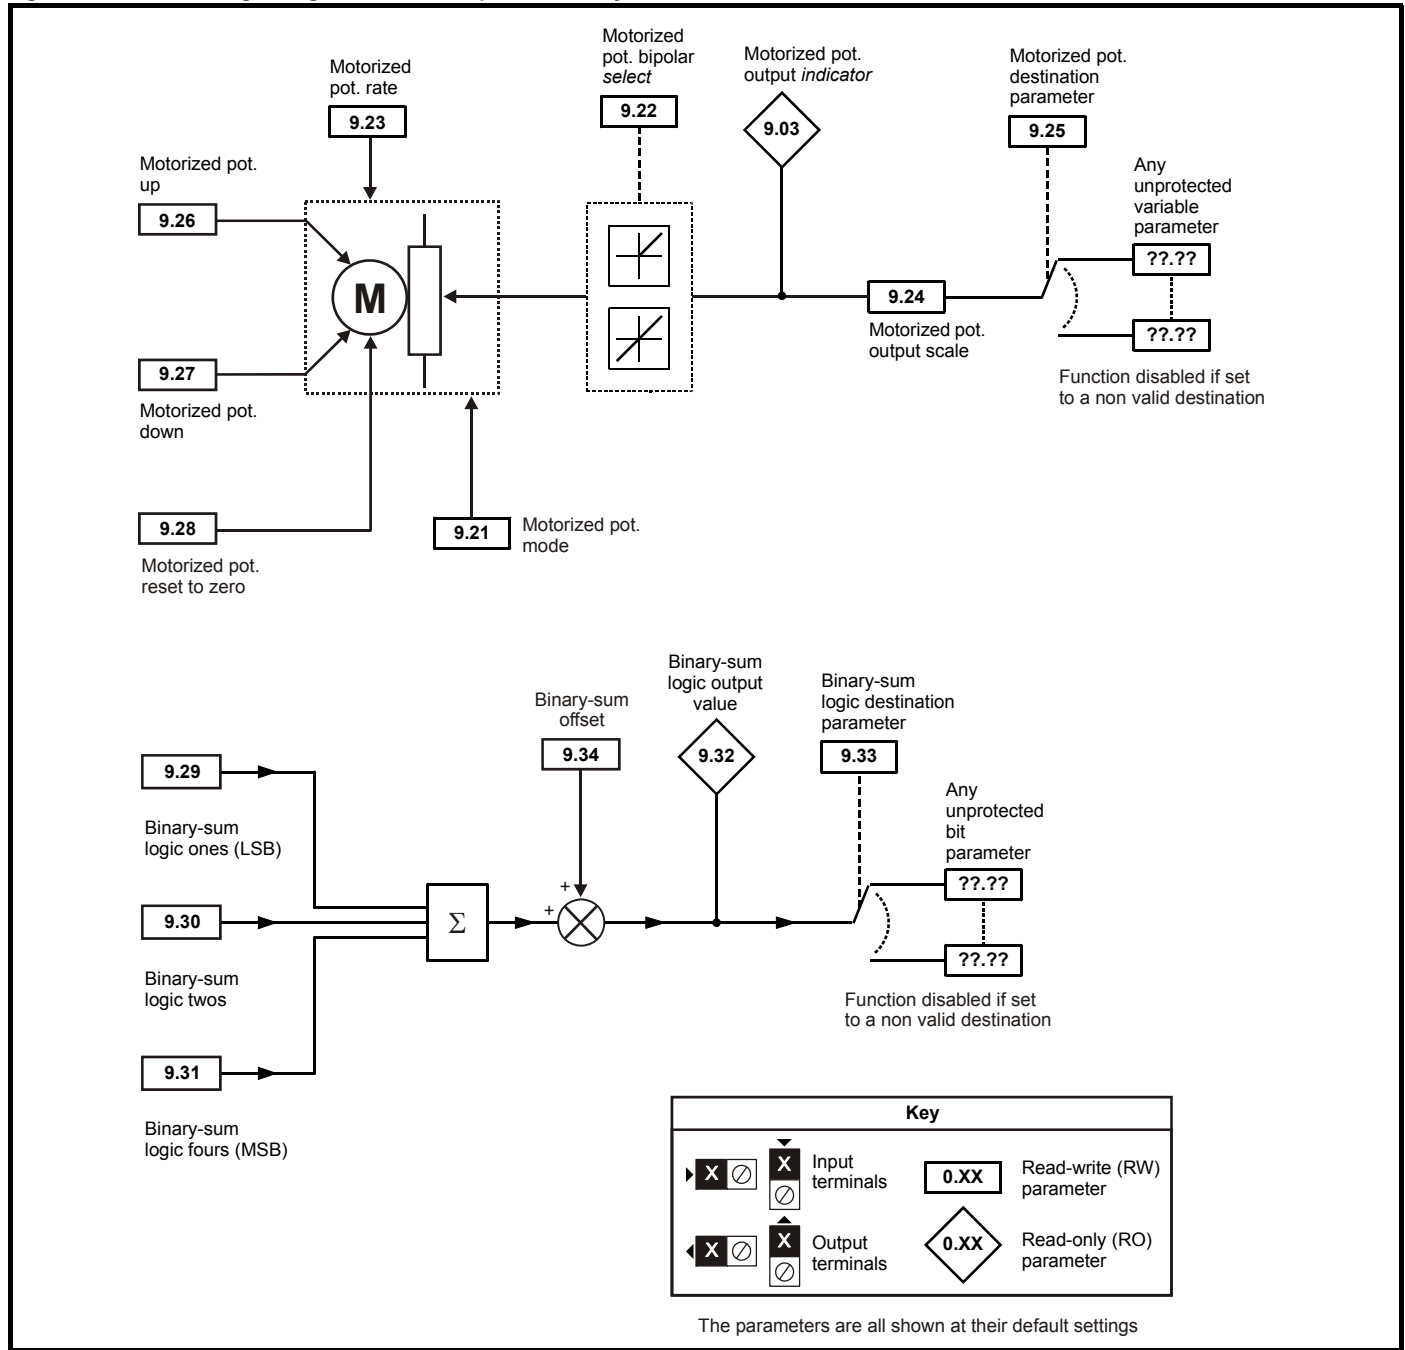 Motorized
pot. rate
9.23
Motorized
pot. bipolar
select
9.22
Motorized pot.
output indicator
9.03
Motorized pot.
destination
parameter
9.25
Any
unprotected
variable
parameter
??.??
??.??
Function disabled if set
to a non valid destination
Motorized pot.
up
9.26
M
9.24
Motorized pot.
output scale
9.27
Motorized pot.
down
9.28
Motorized pot.
reset to zero
9.21
Motorized pot.
mode
Binary-sum
offset
9.34
Binary-sum
logic output
value
9.32
Binary-sum
logic destination
parameter
9.33
Any
unprotected
bit
parameter
??.??
??.??
Function disabled if set
to a non valid destination
9.29
Binary-sum
logic ones (LSB)
9.30
Binary-sum
logic twos
9.31
Binary-sum
logic fours (MSB)
Σ
+
+
Key
X
X
Input
terminals
0.XX
Read-write (RW)
parameter
X
X
Output
terminals
0.XX
Read-only (RO)
parameter
The parameters are all shown at their default settings